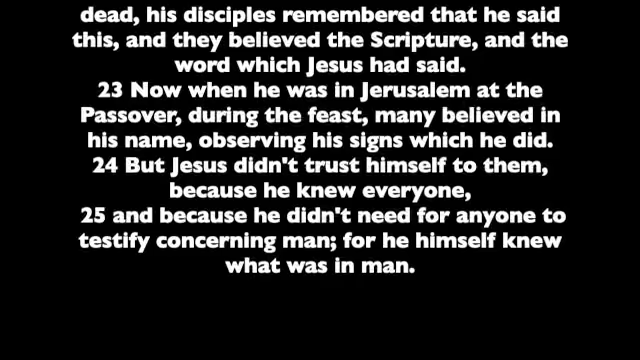 dead, his disciples remembered that he said
this, and they believed the Scripture, and the
word which Jesus had said.
23 Now when he was in Jerusalem at the
Passover, during the feast, many believed in
his name, observing his signs which he did.
24 But Jesus didn't trust himself to them,
because he knew everyone,
25 and because he didn't need for anyone to
testify concerning man; for he himself knew
what was in man.